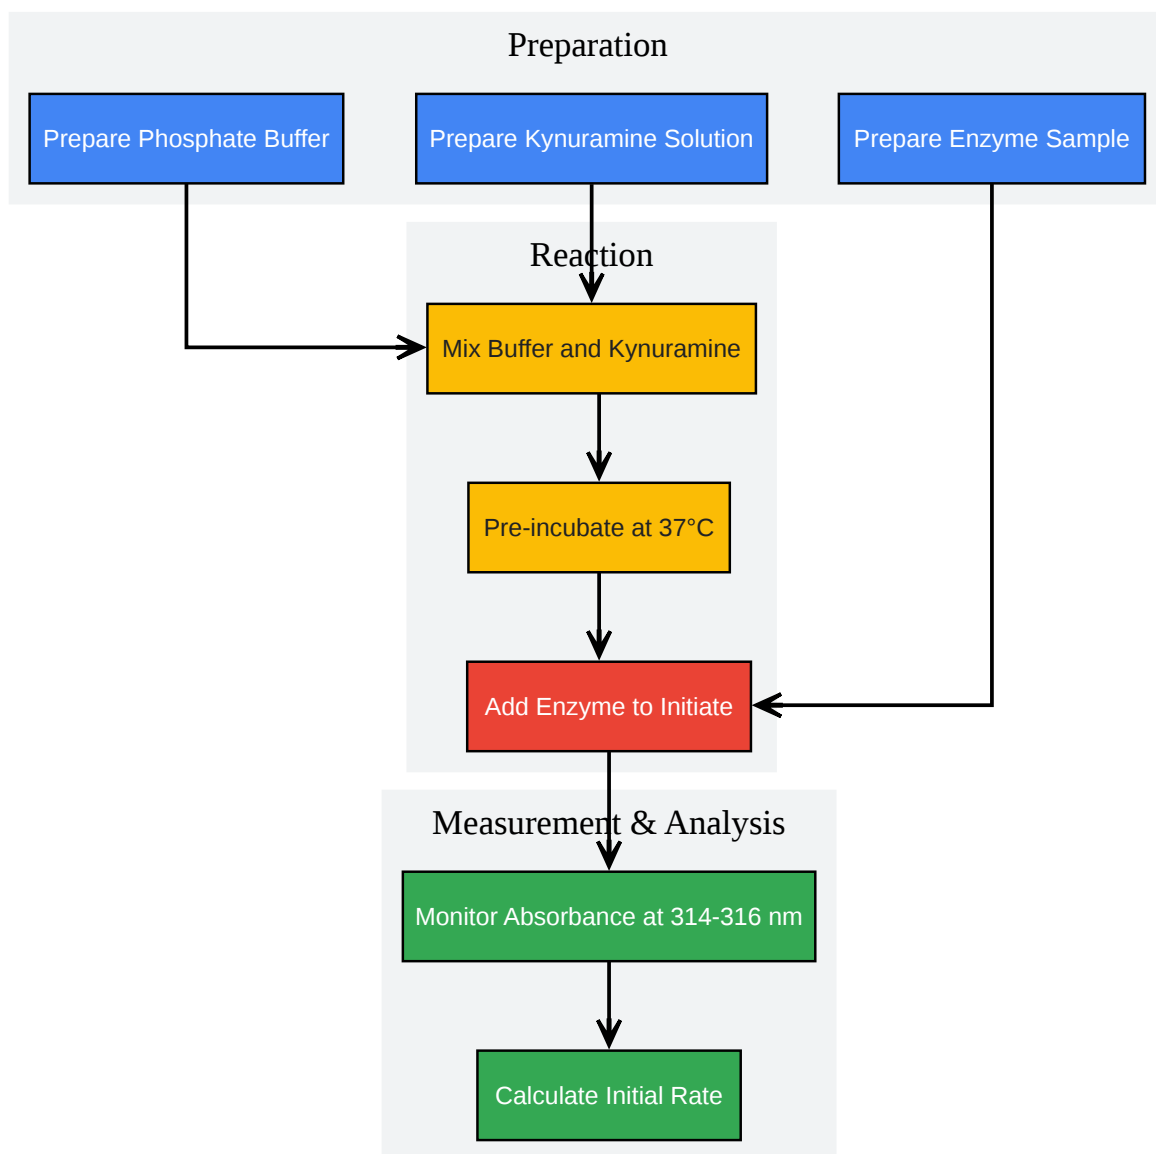 Preparation
Prepare Phosphate Buffer
Prepare Kynuramine Solution
Prepare Enzyme Sample
Reaction
Mix Buffer and Kynuramine
Pre-incubate at 37°C
Add Enzyme to Initiate
Measurement & Analysis
Monitor Absorbance at 314-316 nm
Calculate Initial Rate